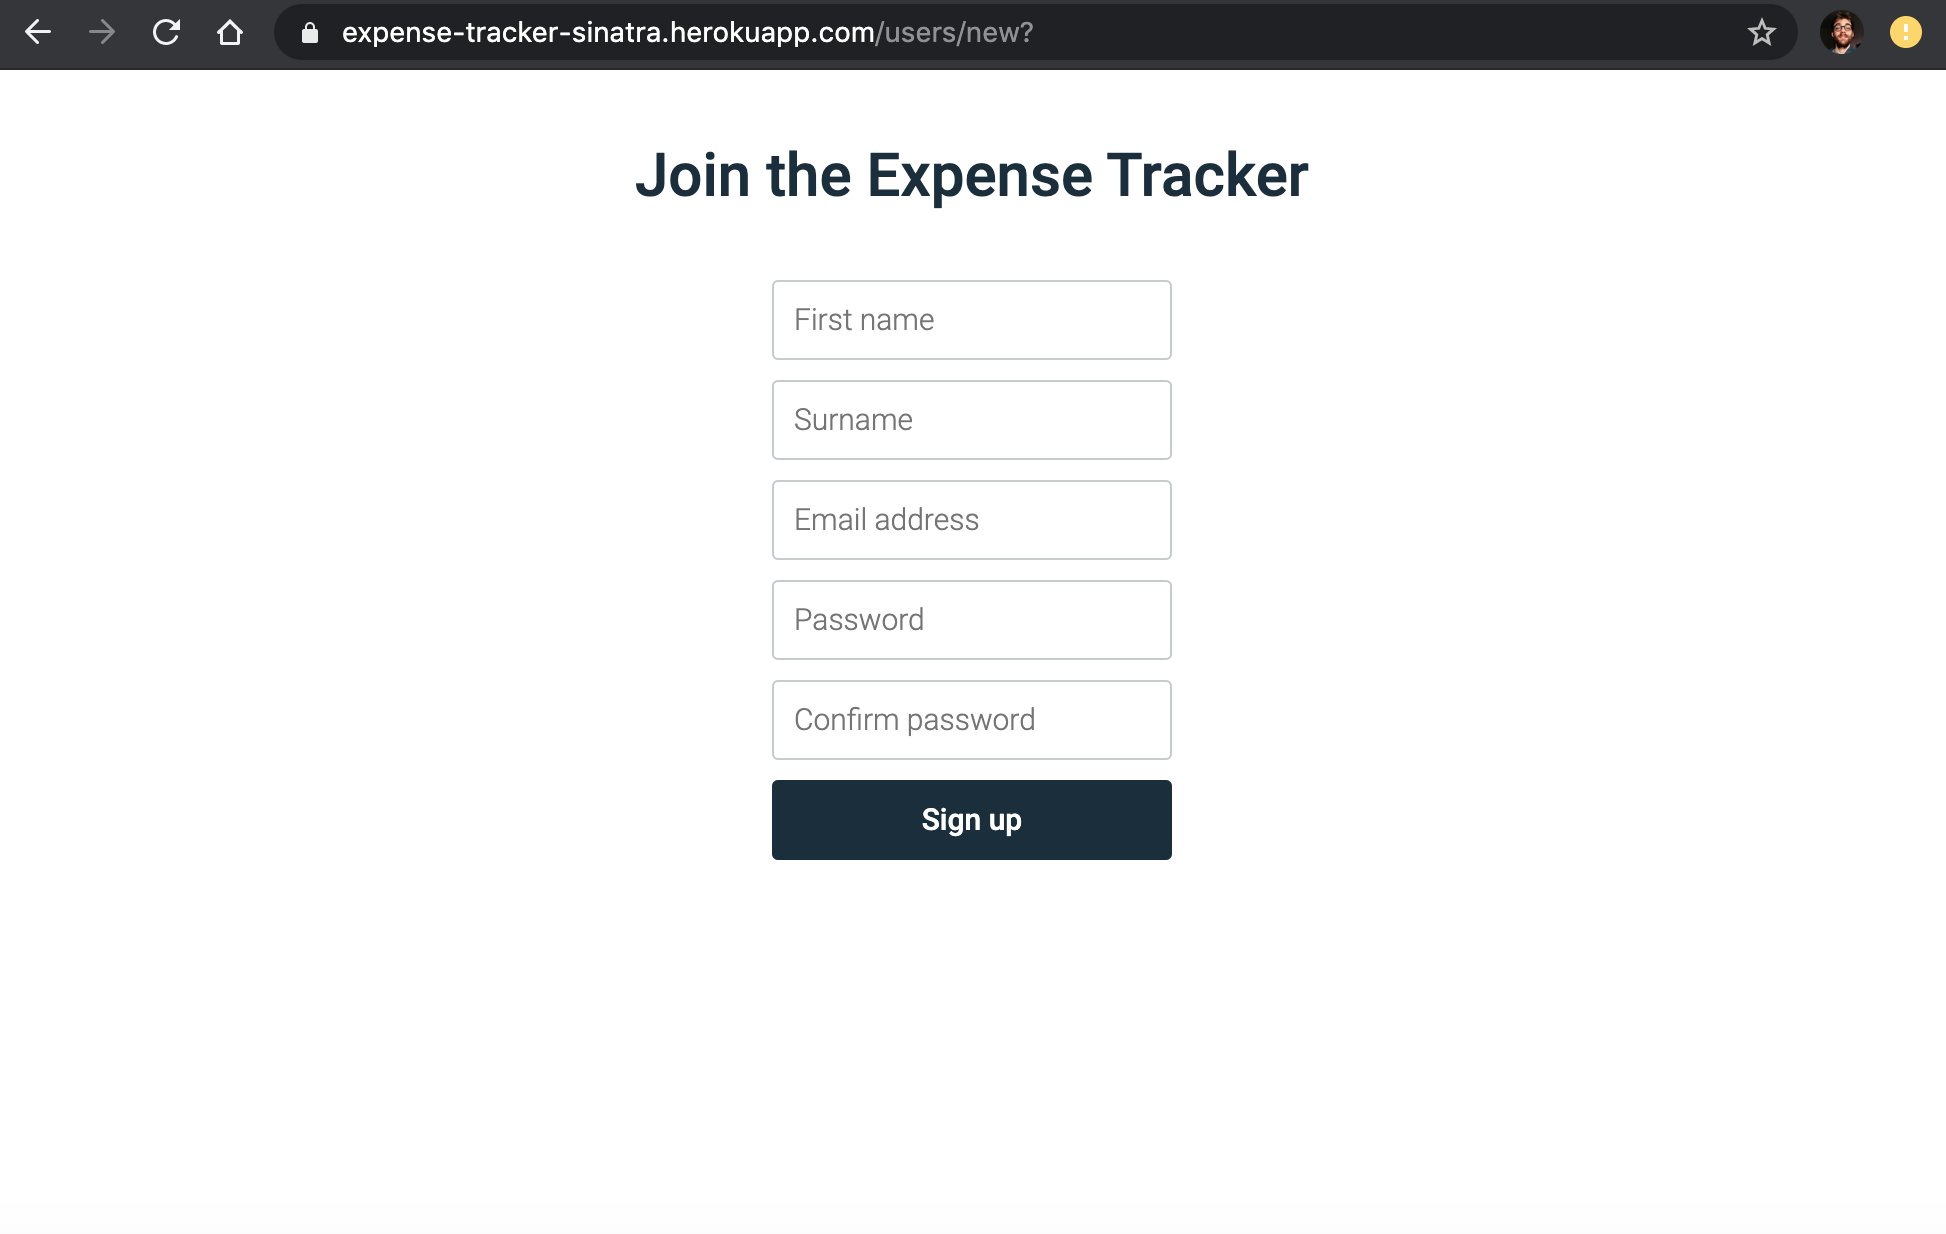 expense-tracker-sinatra.herokuapp.com/users/new?
Join the Expense Tracker
First name
Surname
Email address
Password
Confirm password
Sign up